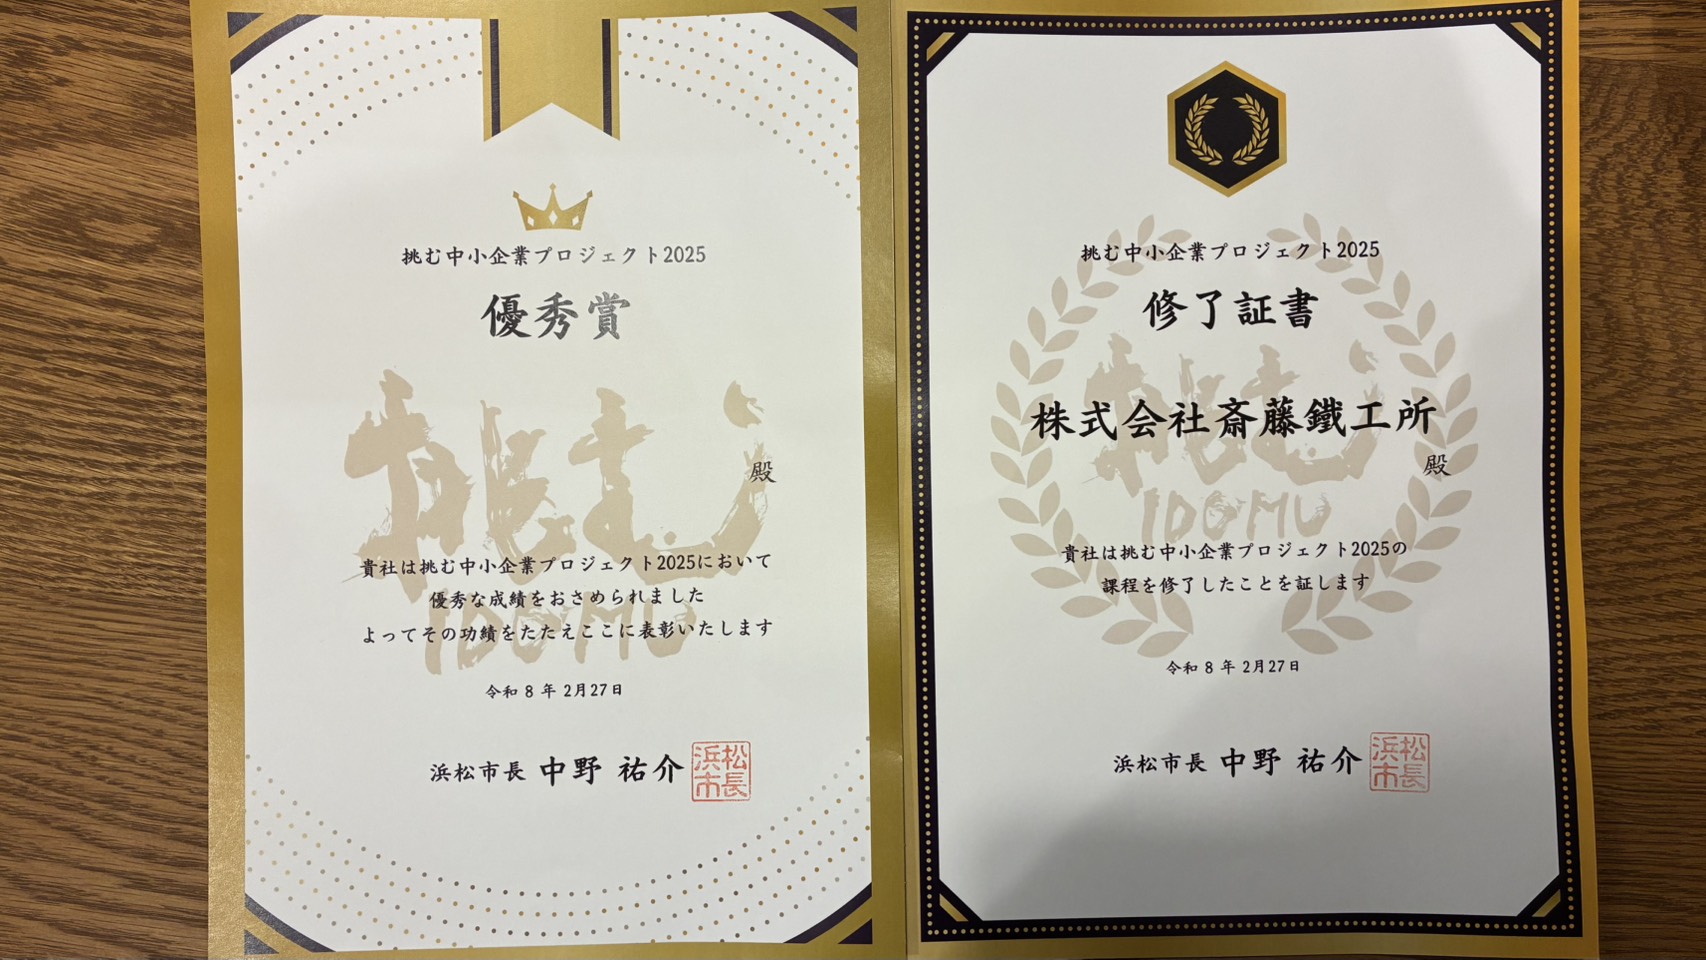 挑む中小企業プロジェクト2025
優秀賞
挑む
IDOMU
殿
貴社は挑む中小企業プロジェクト2025において
優秀な成績をおさめられました
よってその功績をたたえここに表彰いたします
令和8年2月27日
浜松市長 中野 祐介
浜松市長
挑む中小企業プロジェクト2025
修了証書
挑む
IDOMU
株式会社斎藤鐵工所
殿
貴社は挑む中小企業プロジェクト2025の
課程を修了したことを証します
令和8年2月27日
浜松市長 中野 祐介
浜松市長